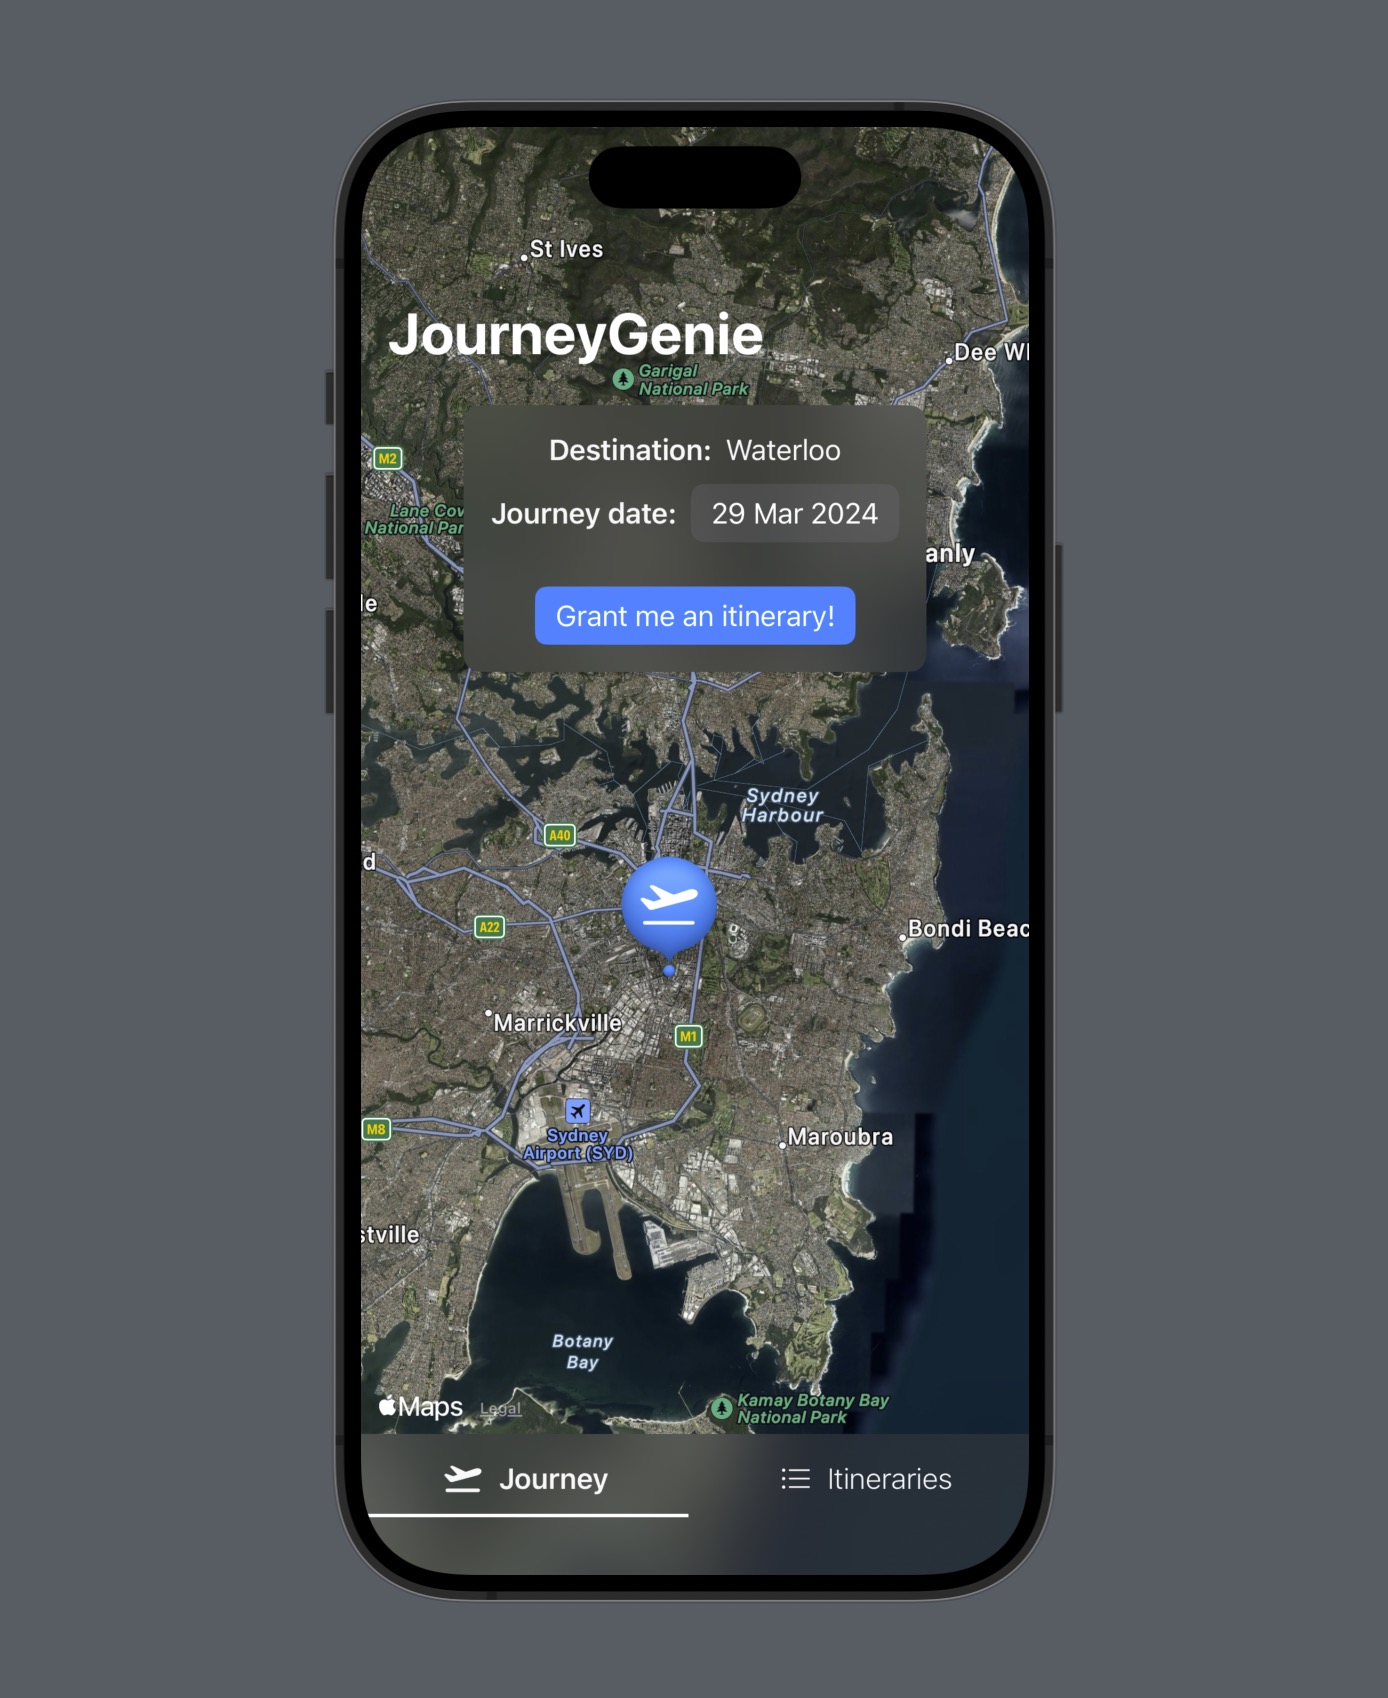 St Ives
JourneyGenie
Dee Wh
Garigal
National Park
Destination: Waterloo
M2
Journey date: 29 Mar 2024
Lane Cov
National Par
anly
le
Grant me an itinerary!
Sydney
Harbour
A40
d
A22
Bondi Beac
Marrickville
M1
Sydney
Airport (SYD)
M8
Maroubra
stville
Botany
Bay
Maps Legal
Kamay Botany Bay
National Park
Journey
Itineraries